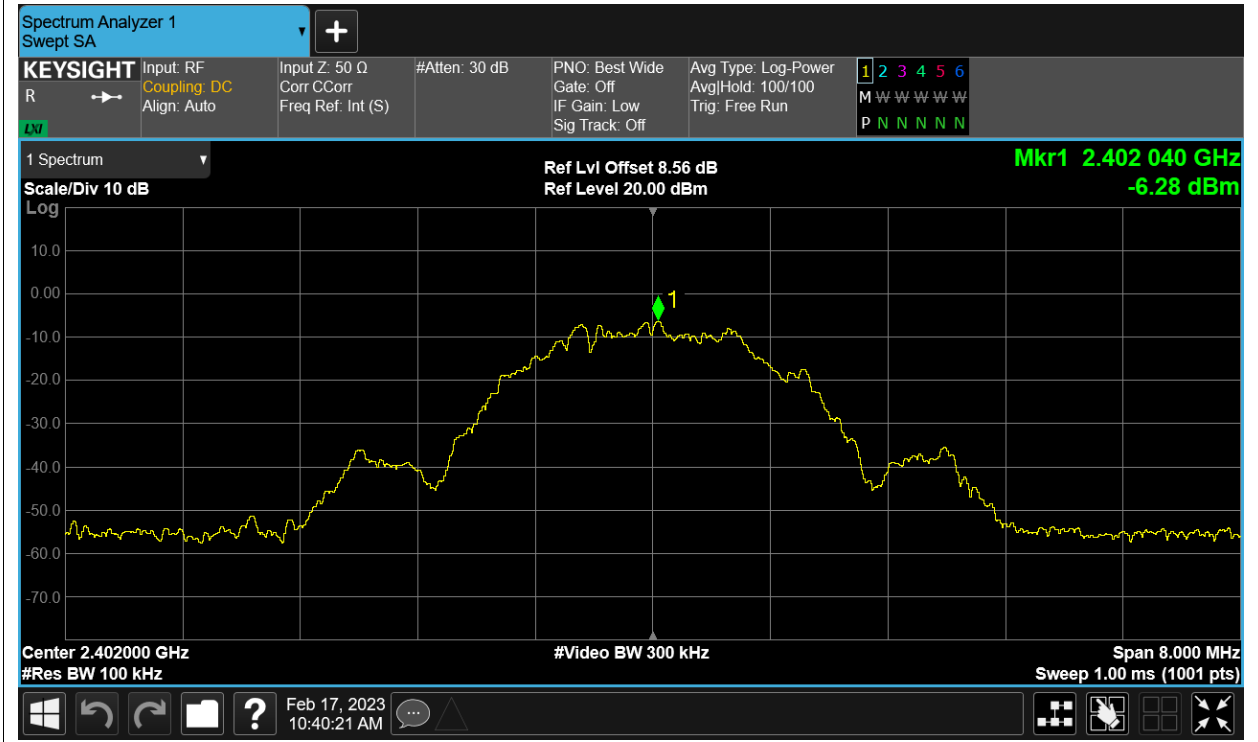 Spectrum Analyzer 1
Swept SA
KEYSIGHT
R
LXI
Input: RF
Coupling: DC
Align: Auto
Input Z: 50 Ω
Corr CCorr
Freq Ref: Int (S)
#Atten: 30 dB
PNO: Best Wide
Gate: Off
IF Gain: Low
Sig Track: Off
Avg Type: Log-Power
Avg|Hold: 100/100
Trig: Free Run
1 2 3 4 5 6
M W W W W W
P N N N N N
1 Spectrum
Scale/Div 10 dB
Log
Ref Lvl Offset 8.56 dB
Ref Level 20.00 dBm
Mkr1 2.402 040 GHz
-6.28 dBm
10.0
0.00
-10.0
-20.0
-30.0
-40.0
-50.0
-60.0
-70.0
1
Center 2.402000 GHz
#Res BW 100 kHz
#Video BW 300 kHz
Span 8.000 MHz
Sweep 1.00 ms (1001 pts)
?
Feb 17, 2023
10:40:21 AM